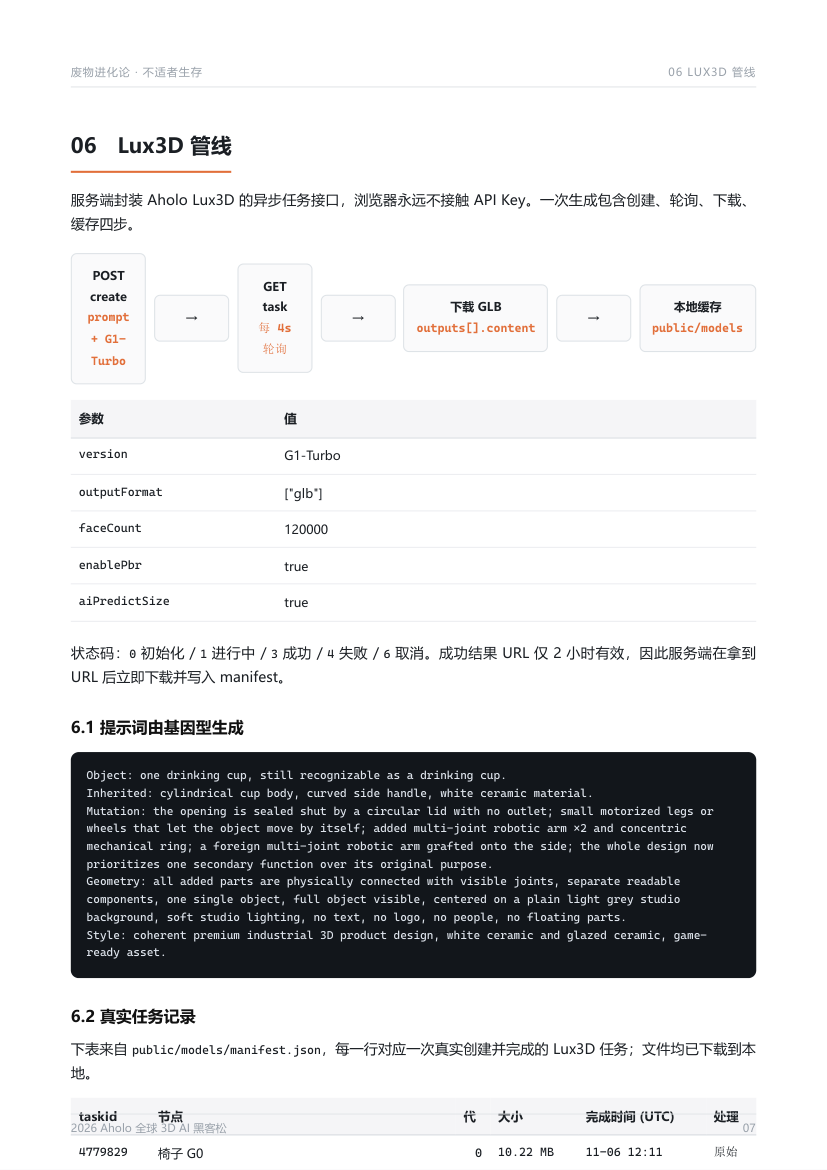 废物进化论 · 不适者生存
06 LUX3D 管线
06 Lux3D 管线
服务端封装 Aholo Lux3D 的异步任务接口，浏览器永远不接触 API Key。一次生成包含创建、轮询、下载、
缓存四步。
POST
create
prompt
+ G1-
Turbo
→
GET
task
每 4s
轮询
→
下载 GLB
outputs[].content
→
本地缓存
public/models
参数 值
version G1-Turbo
outputFormat ["glb"]
faceCount 120000
enablePbr true
aiPredictSize true
状态码：0 初始化 / 1 进行中 / 3 成功 / 4 失败 / 6 取消。成功结果 URL 仅 2 小时有效，因此服务端在拿到
URL 后立即下载并写入 manifest。
6.1 提示词由基因型生成
Object: one drinking cup, still recognizable as a drinking cup.
Inherited: cylindrical cup body, curved side handle, white ceramic material.
Mutation: the opening is sealed shut by a circular lid with no outlet; small motorized legs or
wheels that let the object move by itself; added multi-joint robotic arm ×2 and concentric
mechanical ring; a foreign multi-joint robotic arm grafted onto the side; the whole design now
prioritizes one secondary function over its original purpose.
Geometry: all added parts are physically connected with visible joints, separate readable
components, one single object, full object visible, centered on a plain light grey studio
background, soft studio lighting, no text, no logo, no people, no floating parts.
Style: coherent premium industrial 3D product design, white ceramic and glazed ceramic, game-
ready asset.
6.2 真实任务记录
下表来自 public/models/manifest.json，每一行对应一次真实创建并完成的 Lux3D 任务；文件均已下载到本
地。
taskId 节点 代 大小 完成时间 (UTC) 处理
2026 Aholo 全球 3D AI 黑客松 07
4779829 椅子 G0 0 10.22 MB 11-06 12:11 原始